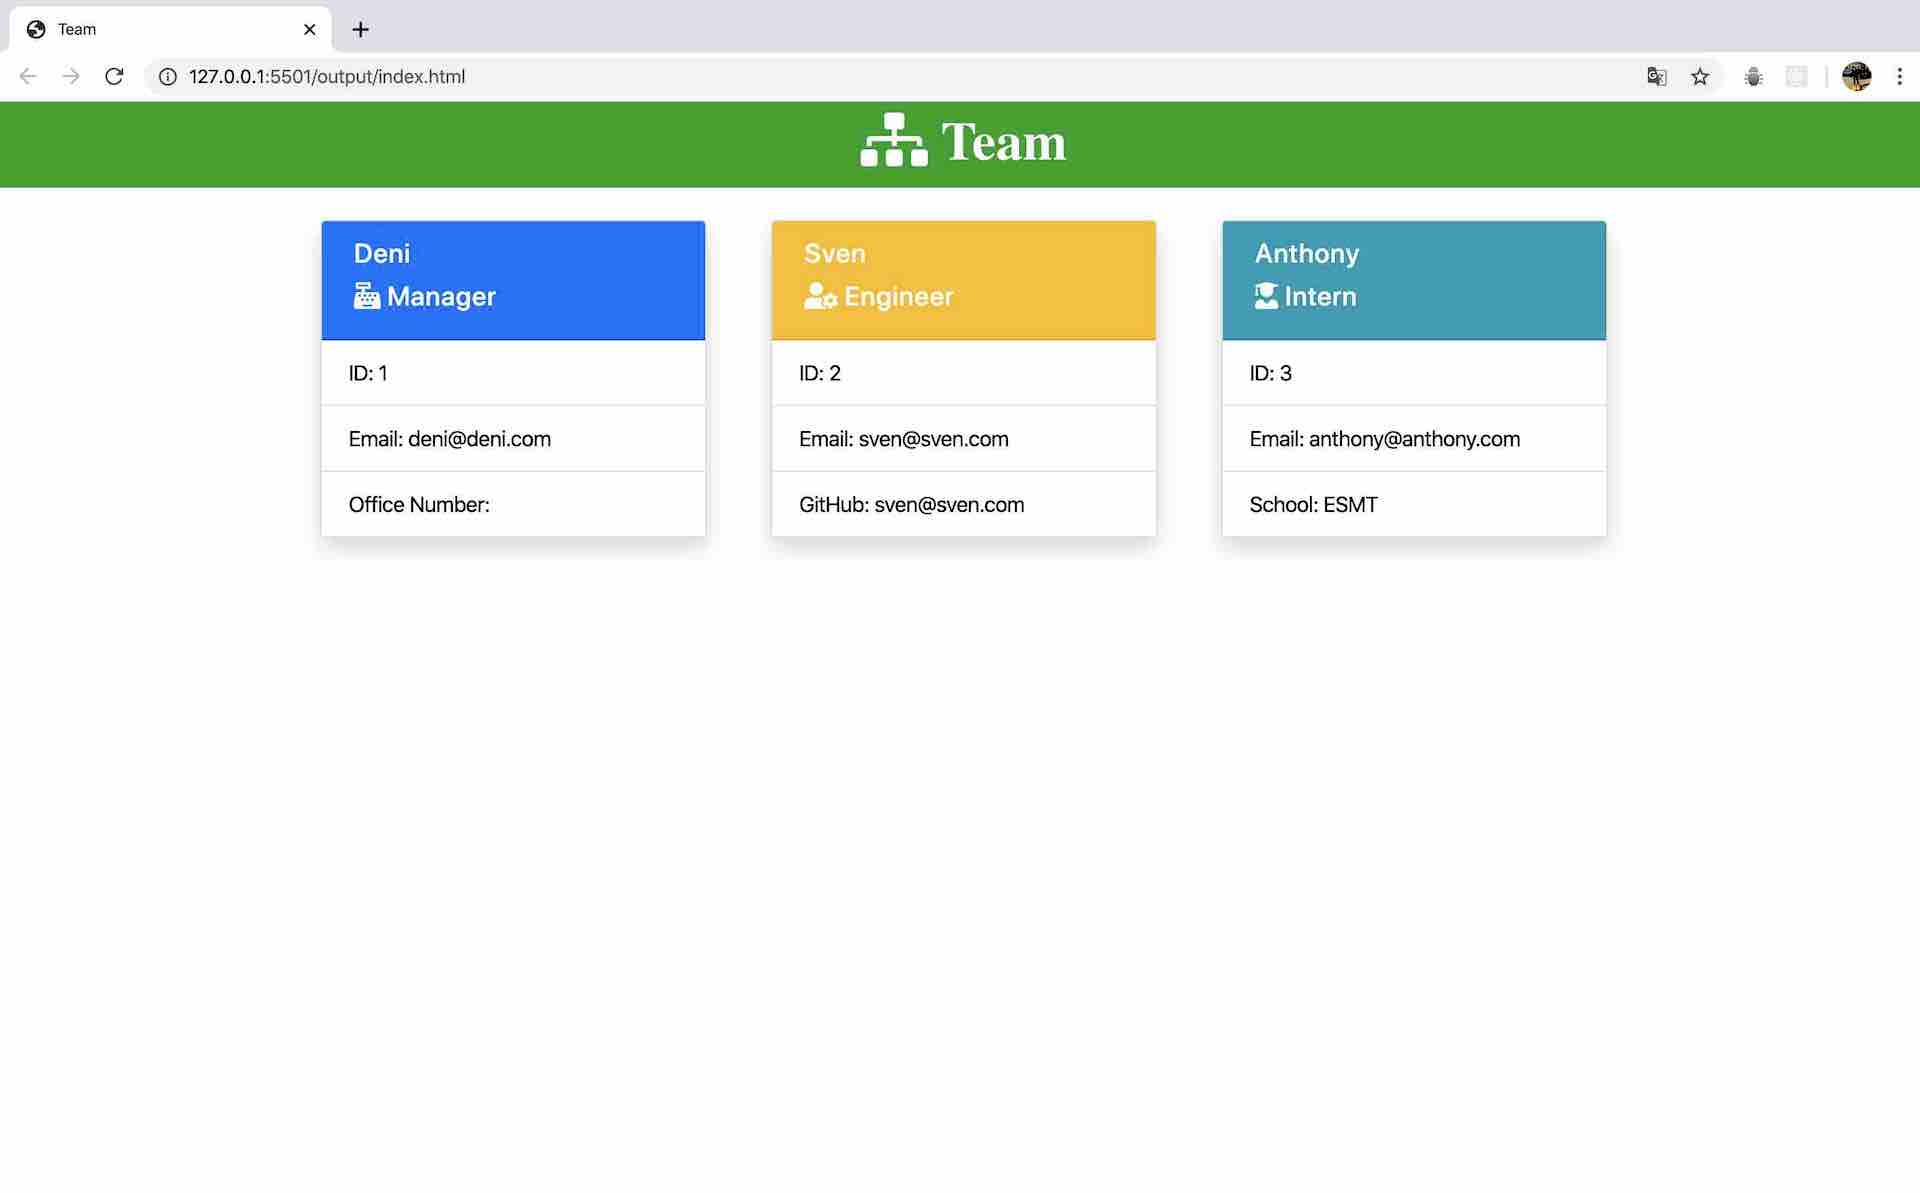 Team
127.0.0.1:5501/output/index.html
Team
Deni
Manager
ID: 1
Email: deni@deni.com
Office Number:
Sven
Engineer
ID: 2
Email: sven@sven.com
GitHub: sven@sven.com
Anthony
Intern
ID: 3
Email: anthony@anthony.com
School: ESMT